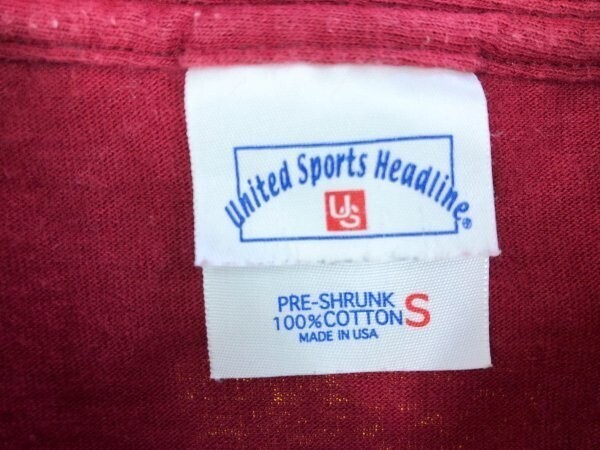 United Sports Headline®
US
PRE-SHRUNK
100% COTTON S
MADE IN USA